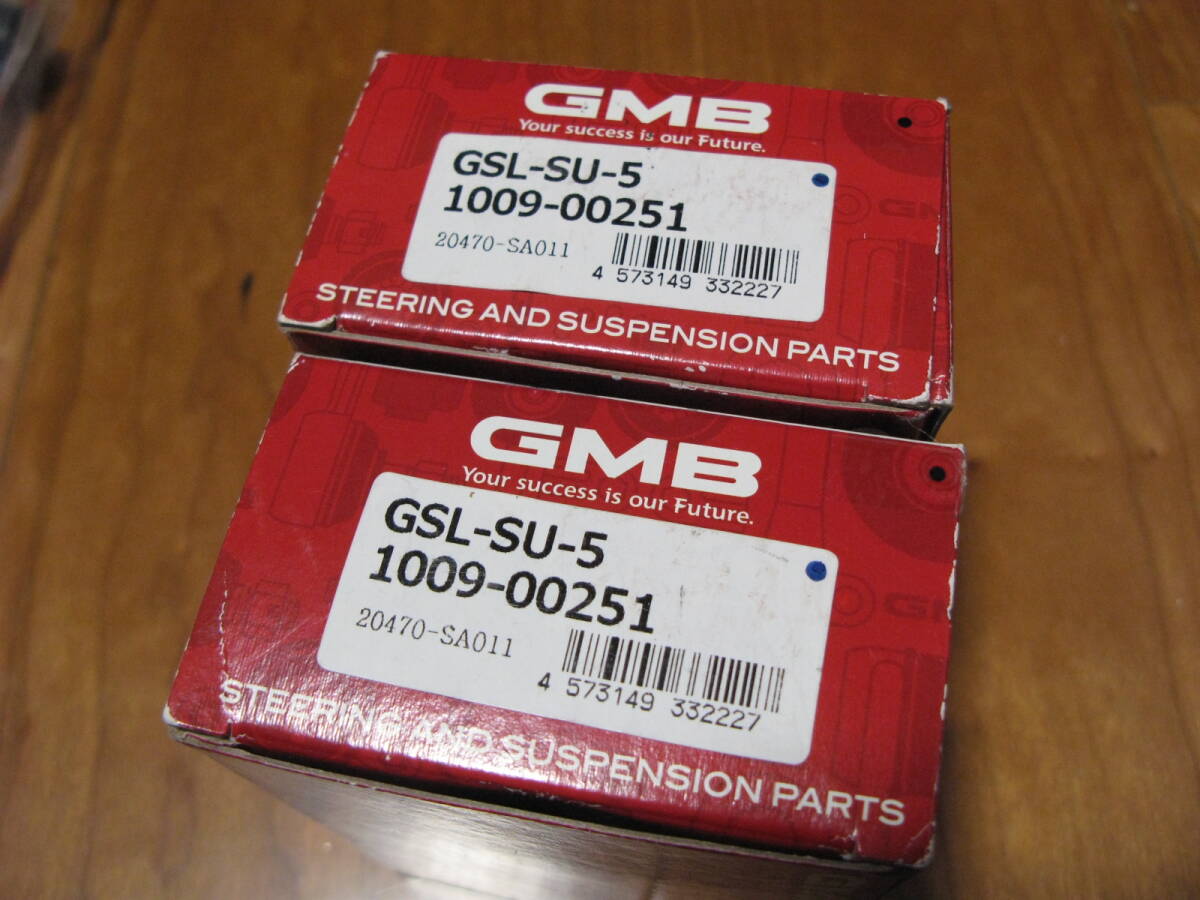 GMB
Your success is our Future.
GSL-SU-5
1009-00251
20470-SA011
4 573149 332227
STEERING AND SUSPENSION PARTS
GMB
Your success is our Future.
GSL-SU-5
1009-00251
20470-SA011
4 573149 332227
STEERING AND SUSPENSION PARTS